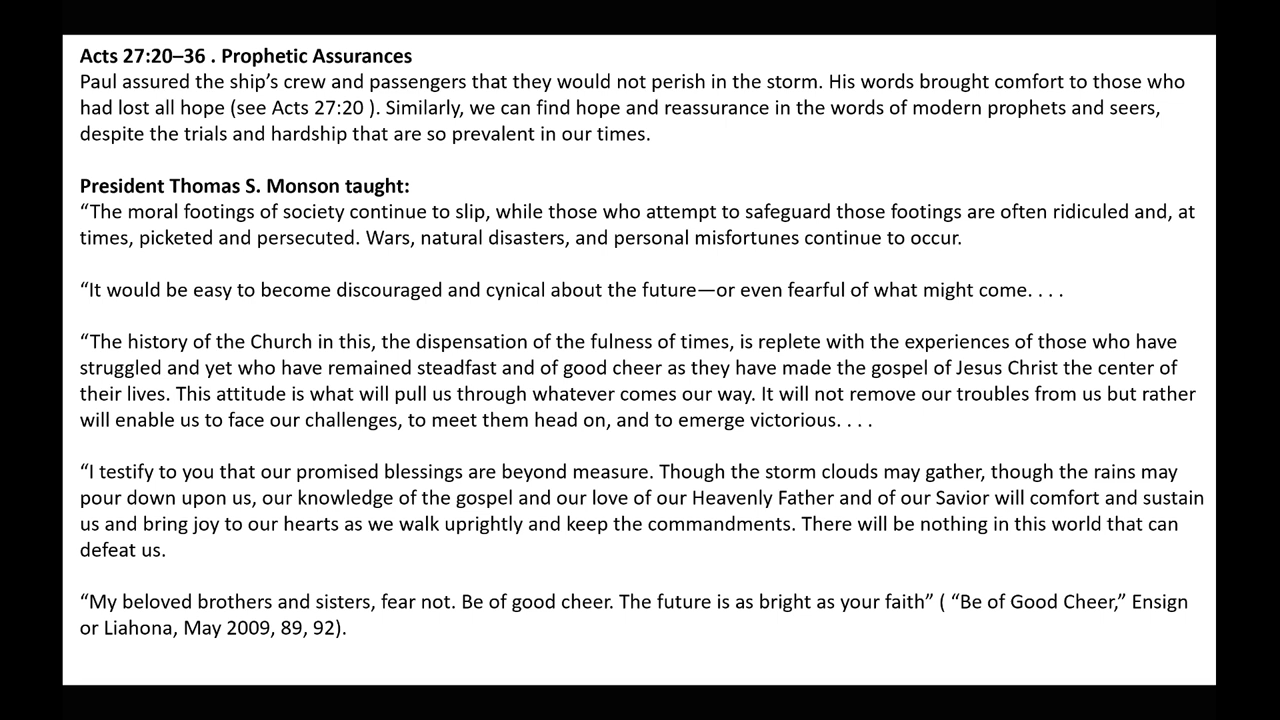 Acts 27:20–36 . Prophetic Assurances
Paul assured the ship’s crew and passengers that they would not perish in the storm. His words brought comfort to those who
had lost all hope (see Acts 27:20 ). Similarly, we can find hope and reassurance in the words of modern prophets and seers,
despite the trials and hardship that are so prevalent in our times.
President Thomas S. Monson taught:
“The moral footings of society continue to slip, while those who attempt to safeguard those footings are often ridiculed and, at
times, picketed and persecuted. Wars, natural disasters, and personal misfortunes continue to occur.
“It would be easy to become discouraged and cynical about the future—or even fearful of what might come. . . .
“The history of the Church in this, the dispensation of the fulness of times, is replete with the experiences of those who have
struggled and yet who have remained steadfast and of good cheer as they have made the gospel of Jesus Christ the center of
their lives. This attitude is what will pull us through whatever comes our way. It will not remove our troubles from us but rather
will enable us to face our challenges, to meet them head on, and to emerge victorious. . . .
“I testify to you that our promised blessings are beyond measure. Though the storm clouds may gather, though the rains may
pour down upon us, our knowledge of the gospel and our love of our Heavenly Father and of our Savior will comfort and sustain
us and bring joy to our hearts as we walk uprightly and keep the commandments. There will be nothing in this world that can
defeat us.
“My beloved brothers and sisters, fear not. Be of good cheer. The future is as bright as your faith” ( “Be of Good Cheer,” Ensign
or Liahona, May 2009, 89, 92).